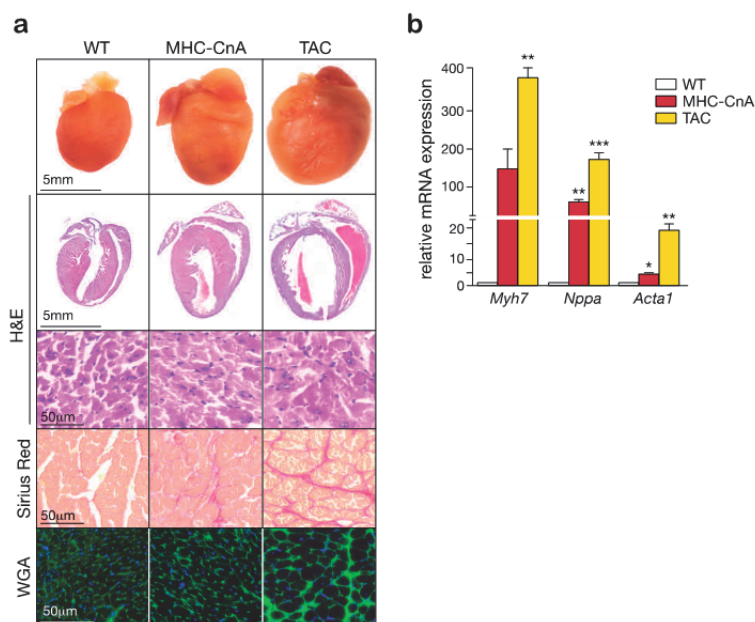 a
WT MHC-CnA TAC
5mm
H&E
5mm
50µm
Sirius Red
50µm
WGA
50µm
b
relative mRNA expression
400
300
200
100
20
10
0
WT
MHC-CnA
TAC
**
**
***
*
**
Myh7 Nppa Acta1